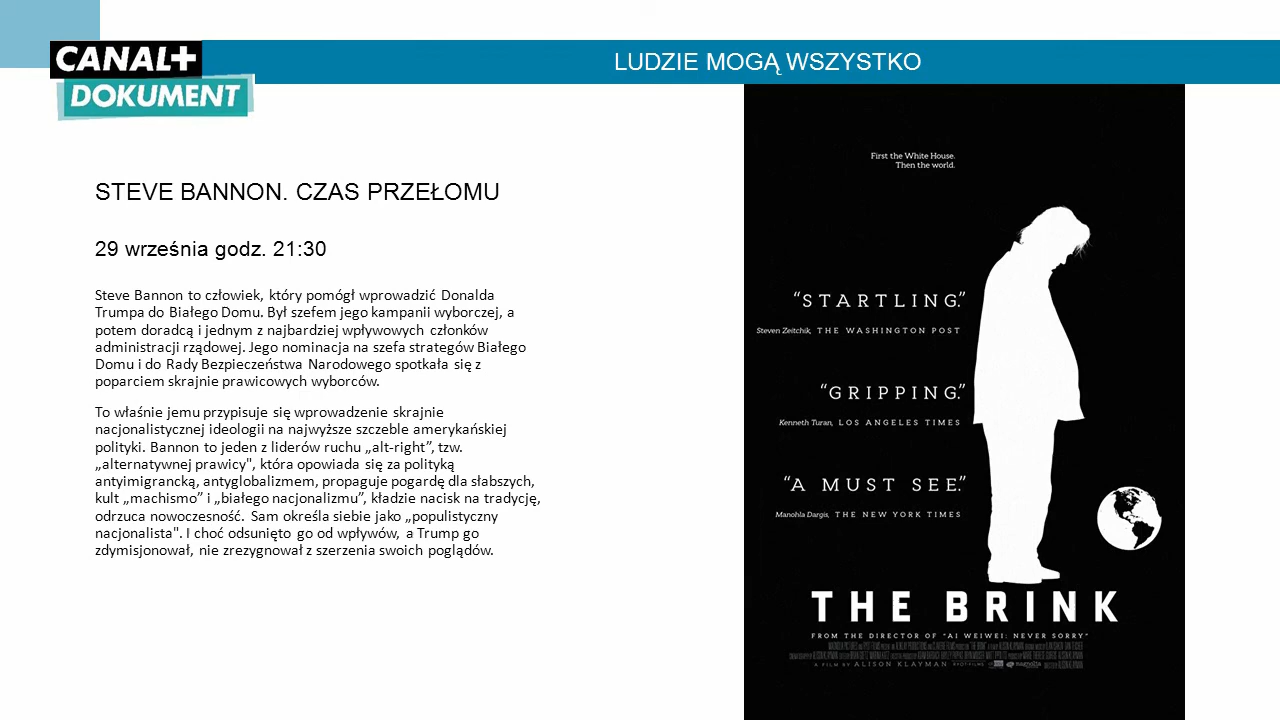 CANAL+
DOKUMENT
LUDZIE MOGĄ WSZYSTKO
STEVE BANNON. CZAS PRZEŁOMU
29 września godz. 21:30
Steve Bannon to człowiek, który pomógł wprowadzić Donalda
Trumpa do Białego Domu. Był szefem jego kampanii wyborczej, a
potem doradcą i jednym z najbardziej wpływowych członków
administracji rządowej. Jego nominacja na szefa strategów Białego
Domu i do Rady Bezpieczeństwa Narodowego spotkała się z
poparciem skrajnie prawicowych wyborców.
To właśnie jemu przypisuje się wprowadzenie skrajnie
nacjonalistycznej ideologii na najwyższe szczeble amerykańskiej
polityki. Bannon to jeden z liderów ruchu „alt-right”, tzw.
„alternatywnej prawicy", która opowiada się za polityką
antyimigrancką, antyglobalizmem, propaguje pogardę dla słabszych,
kult „machismo” i „białego nacjonalizmu”, kładzie nacisk na tradycję,
odrzuca nowoczesność. Sam określa siebie jako „populistyczny
nacjonalista". I choć odsunięto go od wpływów, a Trump go
zdymisjonował, nie zrezygnował z szerzenia swoich poglądów.
First the White House.
Then the world.
“STARTLING.”
Steven Zeitchik, THE WASHINGTON POST
“GRIPPING.”
Kenneth Turan, LOS ANGELES TIMES
“A MUST SEE.”
Manohla Dargis, THE NEW YORK TIMES
THE BRINK
FROM THE DIRECTOR OF “AI WEIWEI: NEVER SORRY”
A FILM BY ALISON KLAYMAN